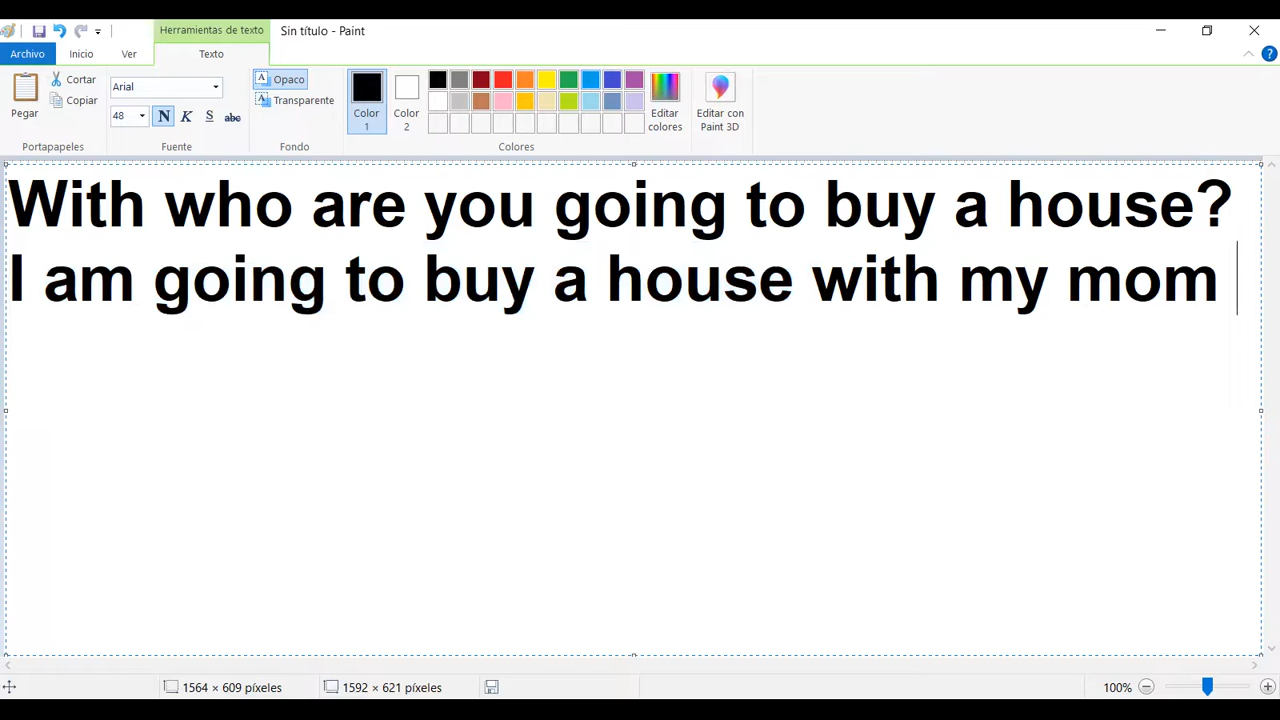 Herramientas de texto
Sin título - Paint
Archivo Inicio Ver Texto
Pegar
Cortar
Copiar
Portapapeles
Arial
48 N K S abc
Fuente
Opaco
Transparente
Fondo
Color 1
Color 2
Editar colores
Colores
Editar con Paint 3D
With who are you going to buy a house?
I am going to buy a house with my mom
1564 × 609 píxeles
1592 × 621 píxeles
100%